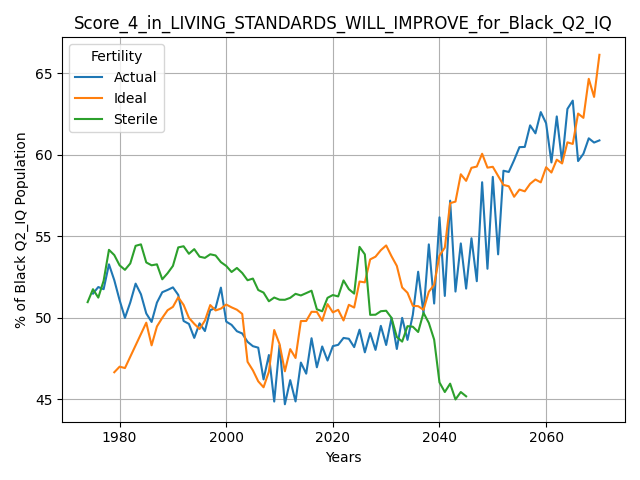 Score_4_in_LIVING_STANDARDS_WILL_IMPROVE_for_Black_Q2_IQ
Fertility
Actual
Ideal
Sterile
65
60
55
50
45
% of Black Q2_IQ Population
1980 2000 2020 2040 2060
Years